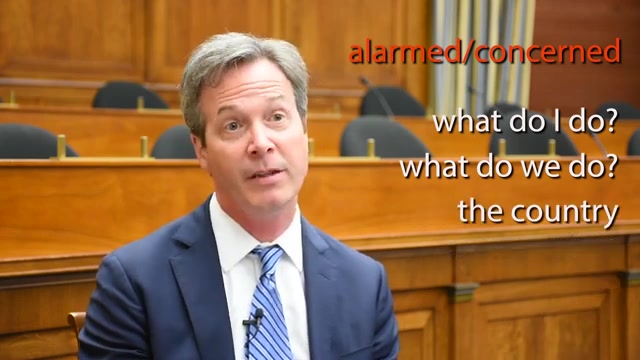 alarmed/concerned
what do I do?
what do we do?
the country